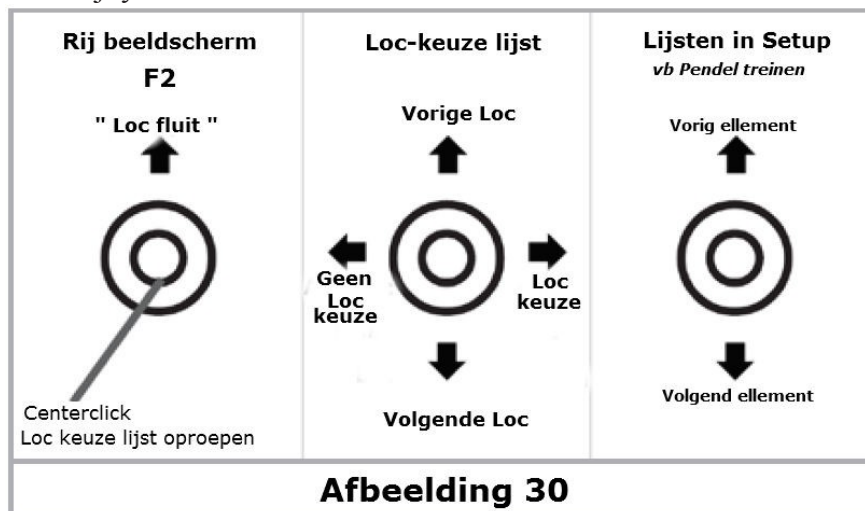 Rij beeldscherm
F2
" Loc fluit "
Centerclick
Loc keuze lijst oproepen
Loc-keuze lijst
Vorige Loc
Geen
Loc
keuze
Loc
keuze
Volgende Loc
Lijsten in Setup
vb Pendel treinen
Vorig ellement
Volgend ellement
Afbeelding 30